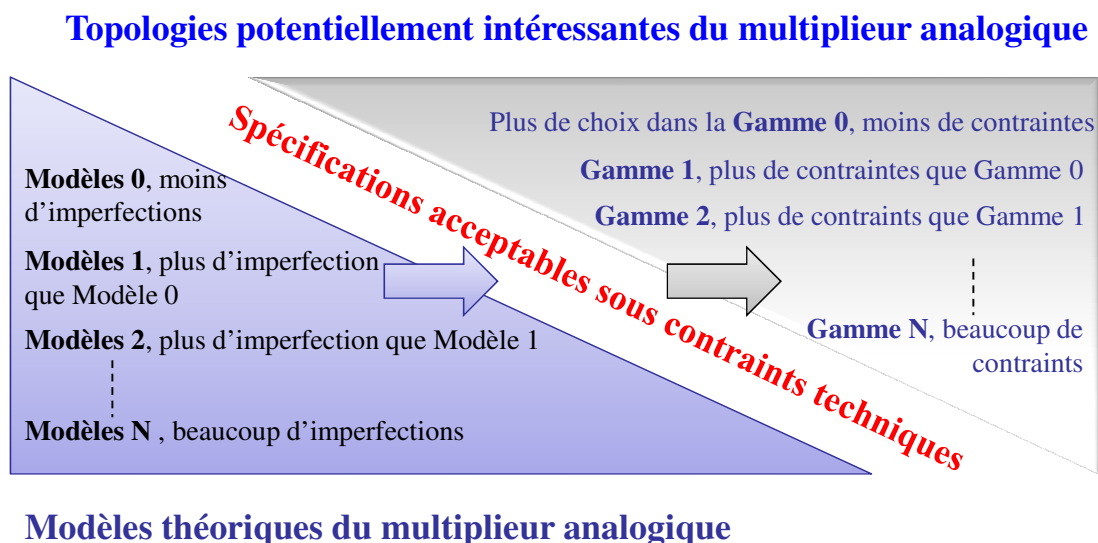 Topologies potentiellement intéressantes du multiplieur analogique
Plus de choix dans la Gamme 0, moins de contraintes
Gamme 1, plus de contraintes que Gamme 0
Gamme 2, plus de contraints que Gamme 1
Gamme N, beaucoup de
contraints
Spécifications acceptables sous contraints techniques
Modèles 0, moins
d’imperfections
Modèles 1, plus d’imperfection
que Modèle 0
Modèles 2, plus d’imperfection que Modèle 1
Modèles N , beaucoup d’imperfections
Modèles théoriques du multiplieur analogique